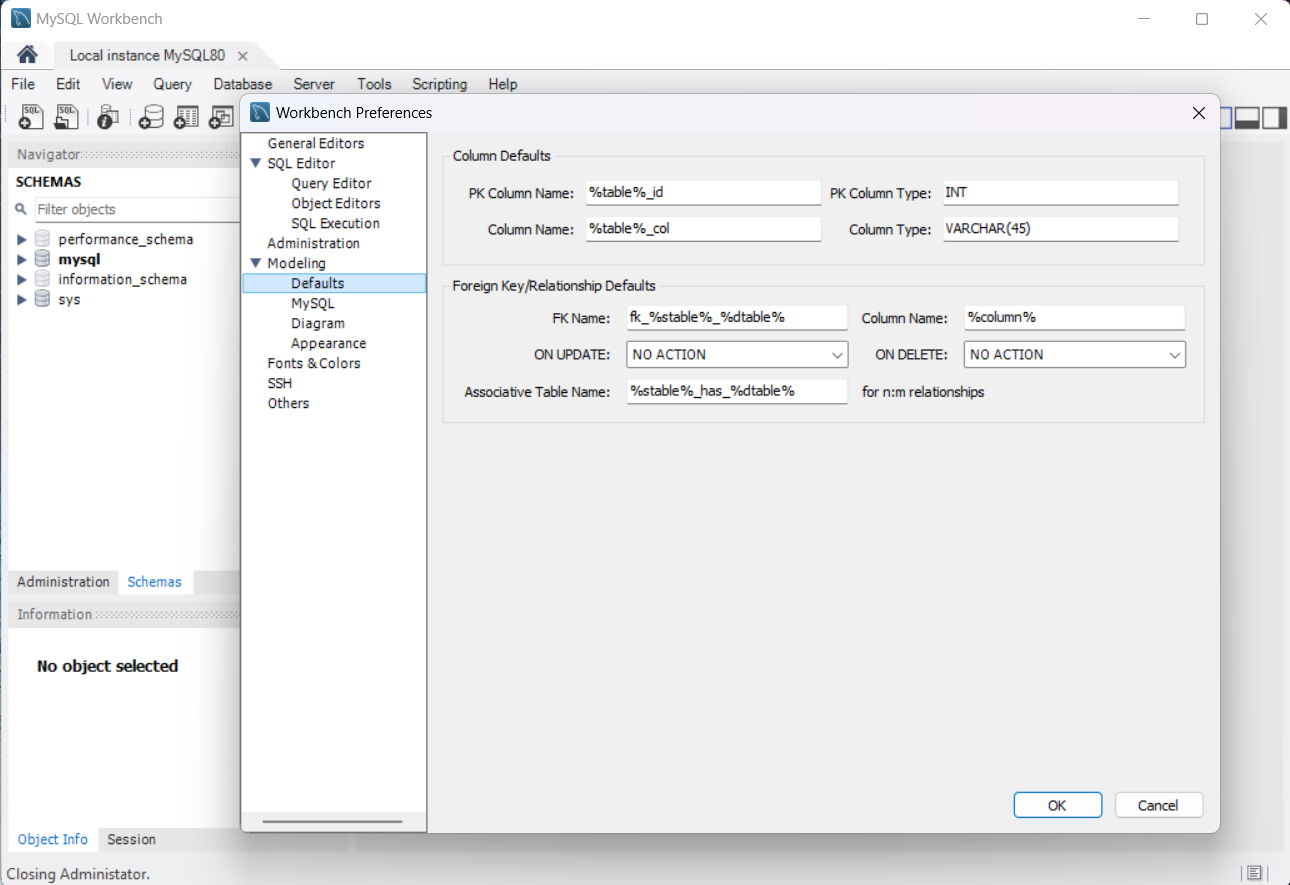 MySQL Workbench
Local instance MySQL80
File Edit View Query Database Server Tools Scripting Help
SQL SQL
Navigator
SCHEMAS
Filter objects
performance_schema
mysql
information_schema
sys
Administration Schemas
Information
No object selected
Object Info Session
Closing Administator.
Workbench Preferences
General Editors
SQL Editor
Query Editor
Object Editors
SQL Execution
Administration
Modeling
Defaults
MySQL
Diagram
Appearance
Fonts & Colors
SSH
Others
Column Defaults
PK Column Name: %table%_id PK Column Type: INT
Column Name: %table%_col Column Type: VARCHAR(45)
Foreign Key/Relationship Defaults
FK Name: fk_%stable%_%dtable% Column Name: %column%
ON UPDATE: NO ACTION ON DELETE: NO ACTION
Associative Table Name: %stable%_has_%dtable% for n:m relationships
OK Cancel